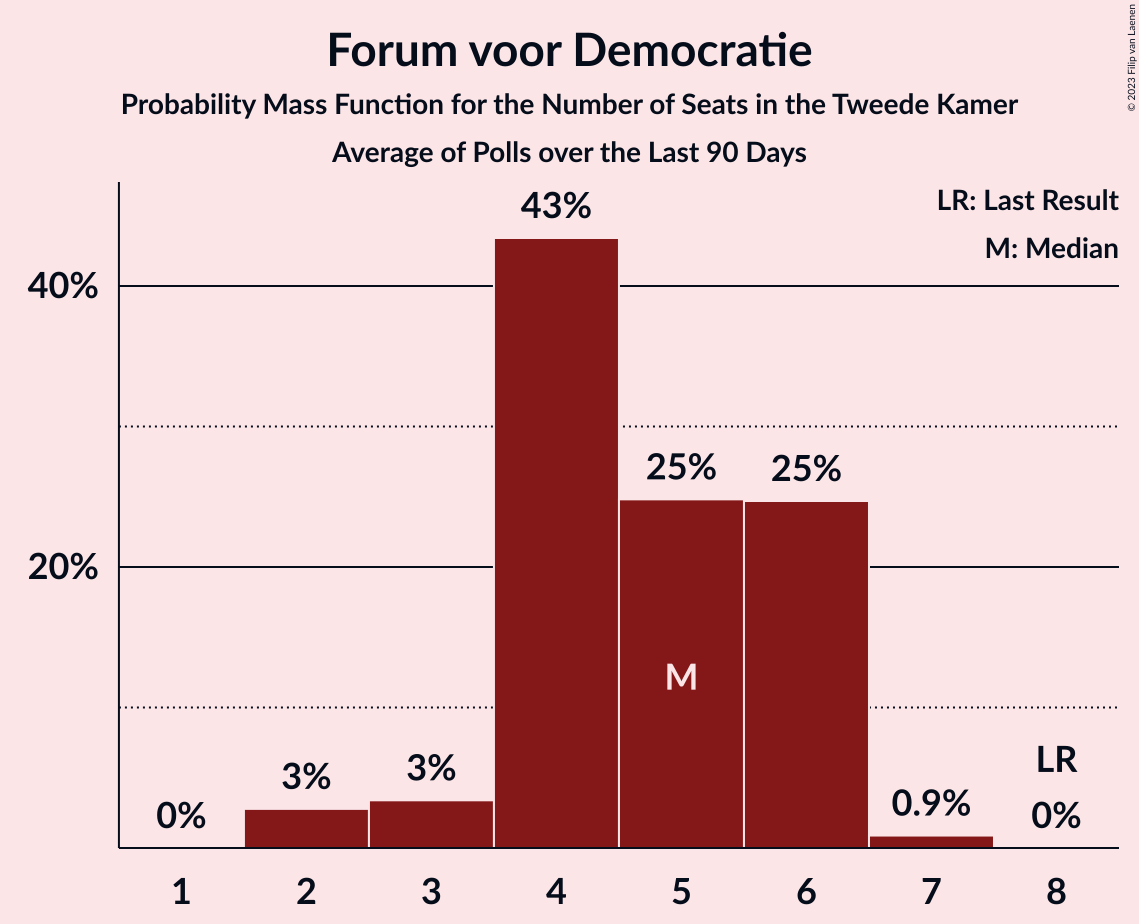 Forum voor Democratie
Probability Mass Function for the Number of Seats in the Tweede Kamer
Average of Polls over the Last 90 Days
© 2023 Filip van Laenen
LR: Last Result
M: Median
43%
40%
25%
25%
20%
M
LR
3%
3%
0%
0.9%
0%
1
2
3
4
5
6
7
8